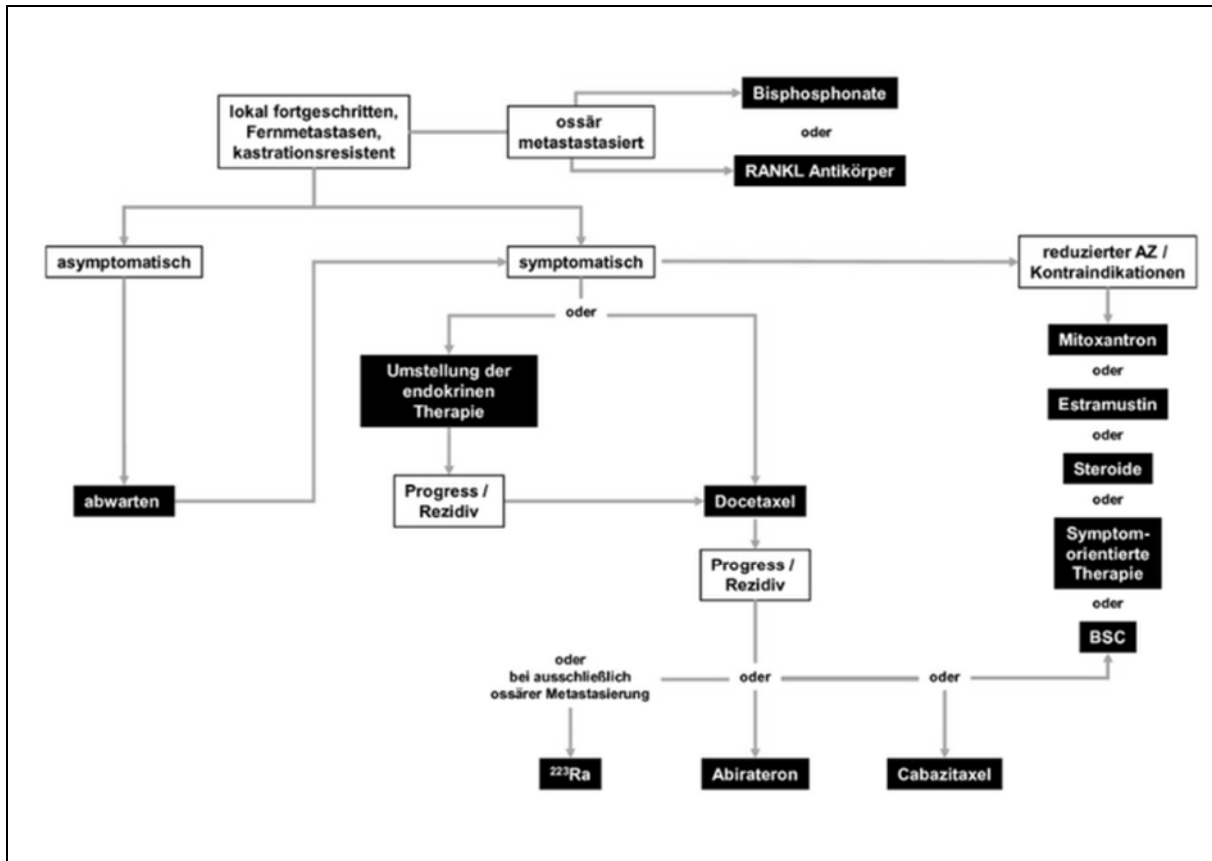 lokal fortgeschritten,
Fernmetastasen,
kastrationsresistent
ossär
metastastasiert
Bisphosphonate
oder
RANKL Antikörper
asymptomatisch
symptomatisch
reduzierter AZ /
Kontraindikationen
oder
Mitoxantron
oder
Estramustin
oder
Steroide
oder
Symptom-
orientierte
Therapie
oder
BSC
Umstellung der
endokrinen
Therapie
abwarten
Progress /
Rezidiv
Docetaxel
Progress /
Rezidiv
oder
bei ausschließlich
ossärer Metastasierung
oder
oder
²²³Ra
Abirateron
Cabazitaxel